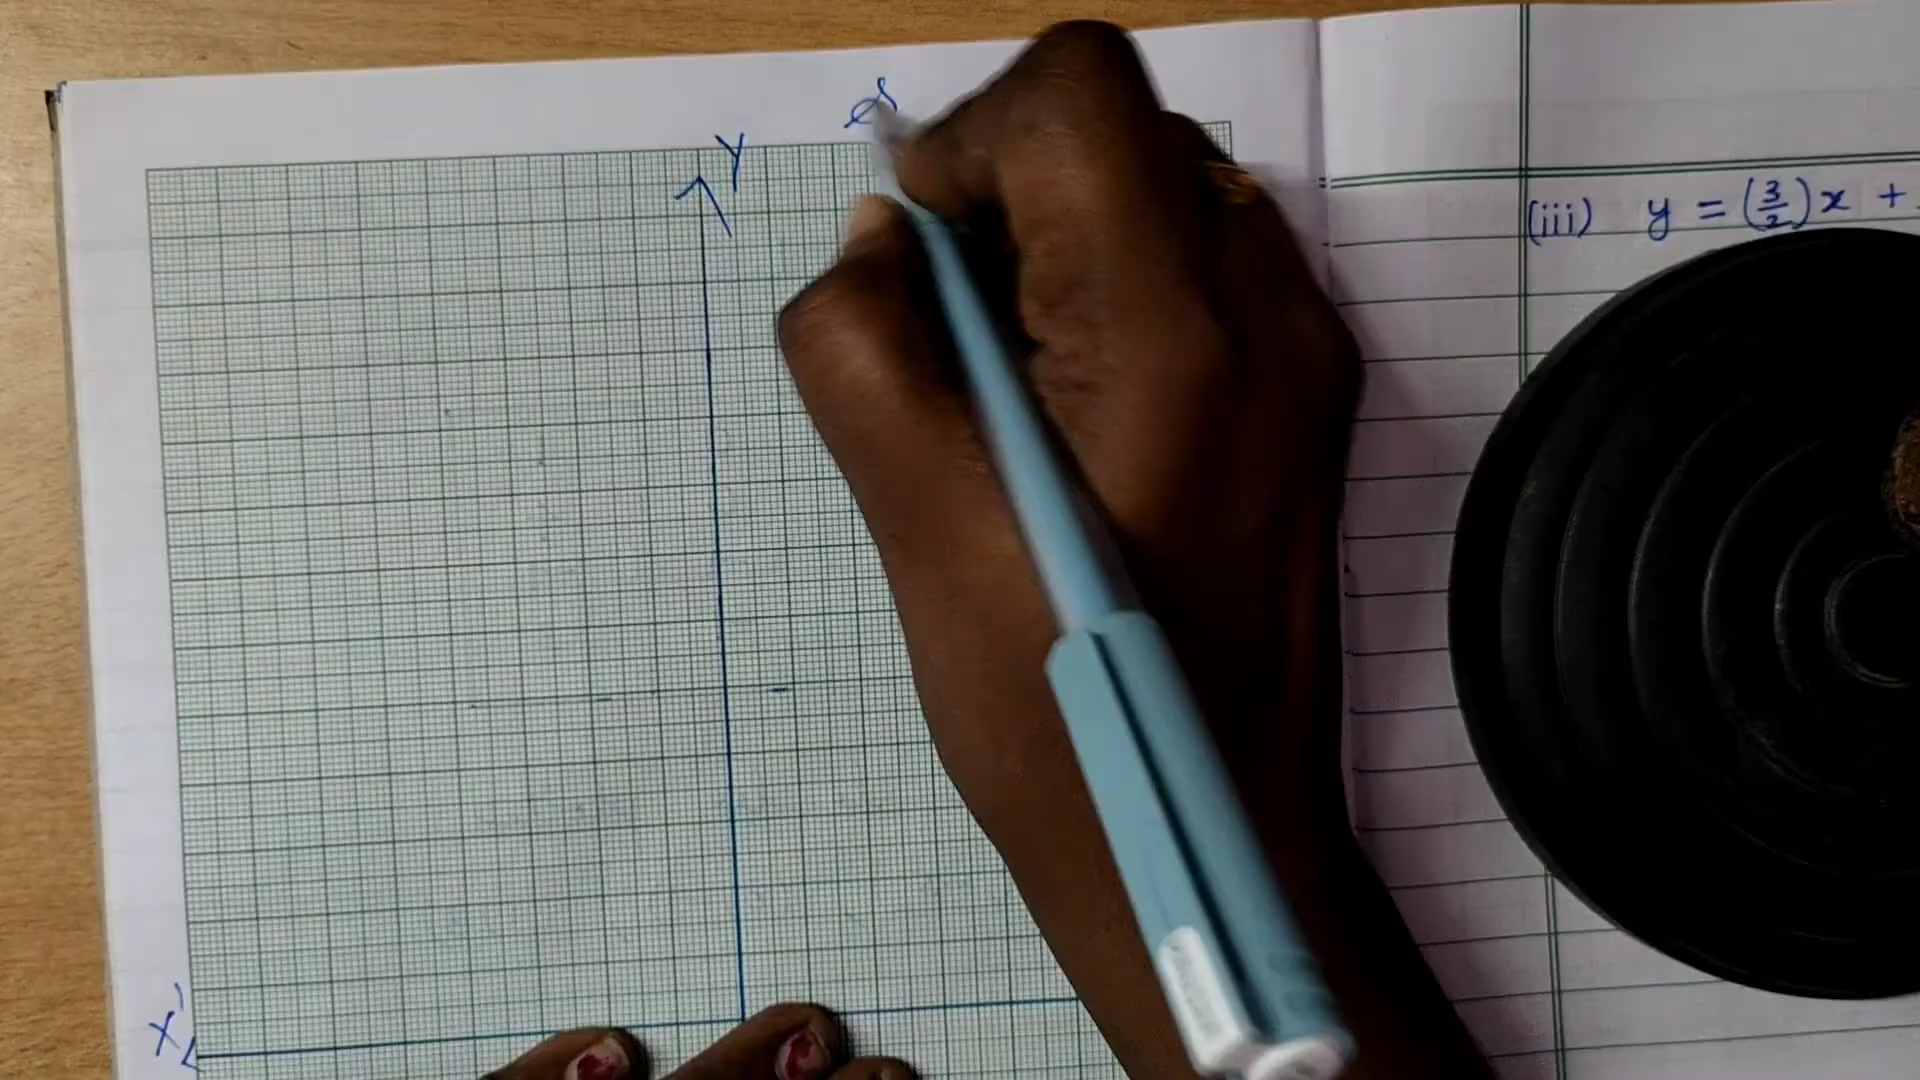 Y
(iii) y = (3/2)x +
X'